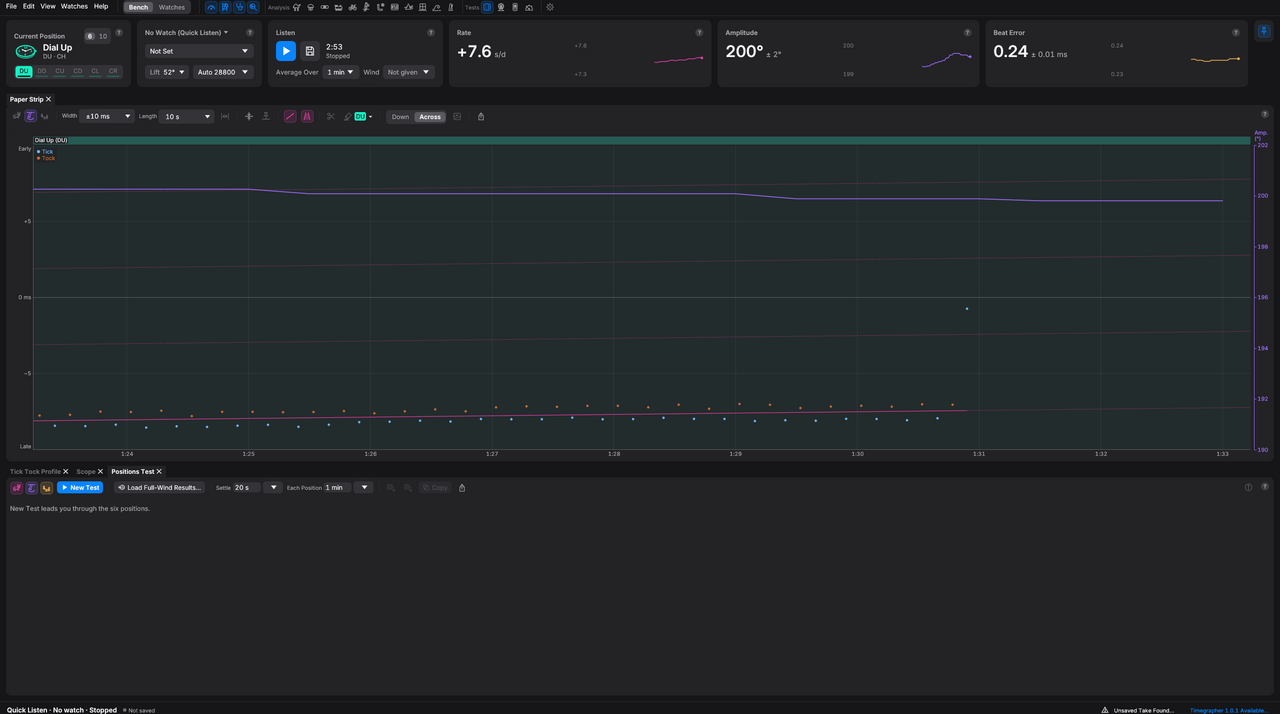 File Edit View Watches Help Bench Watches Analysis Tests
Current Position 6 10 ?
Dial Up
DU · CH
DU DD CU CD CL CR
No Watch (Quick Listen) ?
Not Set
Lift 52° Auto 28800
Listen ?
2:53
Stopped
Average Over 1 min Wind Not given
Rate ?
+7.6 s/d
+7.6
+7.3
Amplitude ?
200° ± 2°
200
199
Beat Error ?
0.24 ± 0.01 ms
0.24
0.23
Paper Strip
Width ±10 ms Length 10 s DU Down Across ?
Dial Up (DU)
Tick
Tock
Early
+5
0 ms
−5
Late
Amp.
(°)
202
200
198
196
194
192
190
1:24 1:25 1:26 1:27 1:28 1:29 1:30 1:31 1:32 1:33
Tick Tock Profile Scope Positions Test
New Test Load Full-Wind Results... Settle 20 s Each Position 1 min Copy ?
New Test leads you through the six positions.
Quick Listen · No watch · Stopped Not saved Unsaved Take Found... Timegrapher 1.0.1 Available...